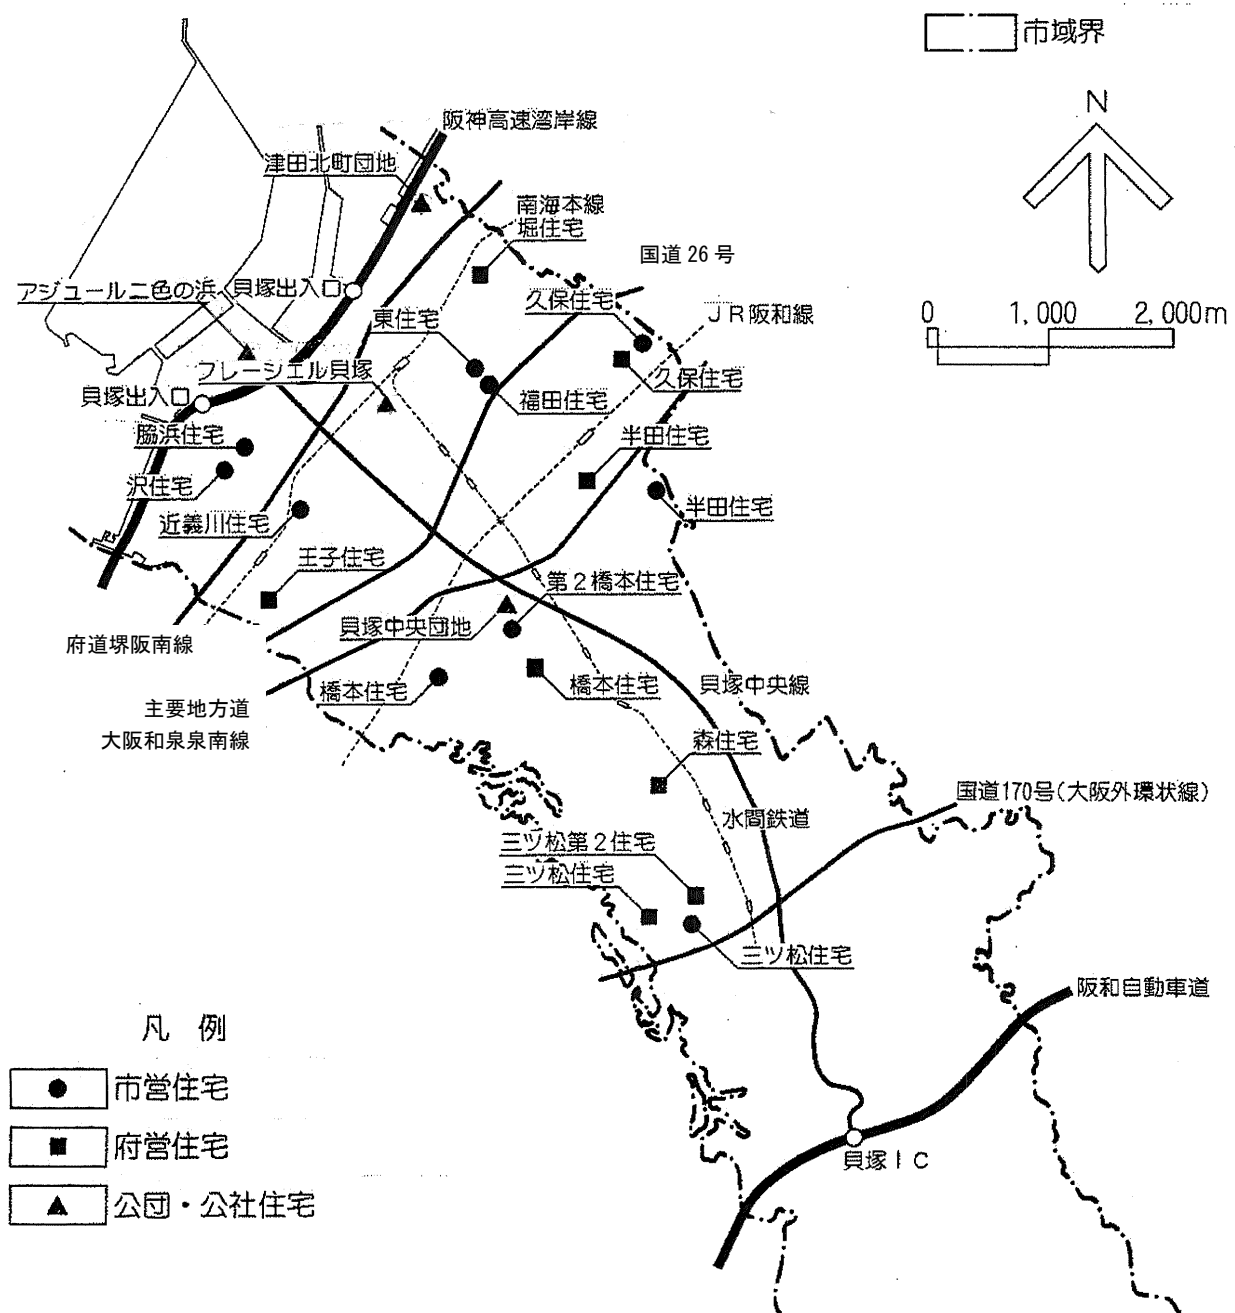 市域界
N
阪神高速湾岸線
津田北町団地
南海本線
堀住宅
国道 26 号
アジュール二色の浜
貝塚出入口
久保住宅
0 1,000 2,000m
東住宅
JR阪和線
フレーシェル貝塚
久保住宅
貝塚出入口
福田住宅
脇浜住宅
半田住宅
沢住宅
半田住宅
近義川住宅
王子住宅
第2橋本住宅
貝塚中央団地
府道堺阪南線
橋本住宅
橋本住宅
貝塚中央線
主要地方道
大阪和泉泉南線
森住宅
国道170号(大阪外環状線)
水間鉄道
三ツ松第2住宅
三ツ松住宅
三ツ松住宅
阪和自動車道
凡 例
市営住宅
府営住宅
貝塚IC
公団・公社住宅